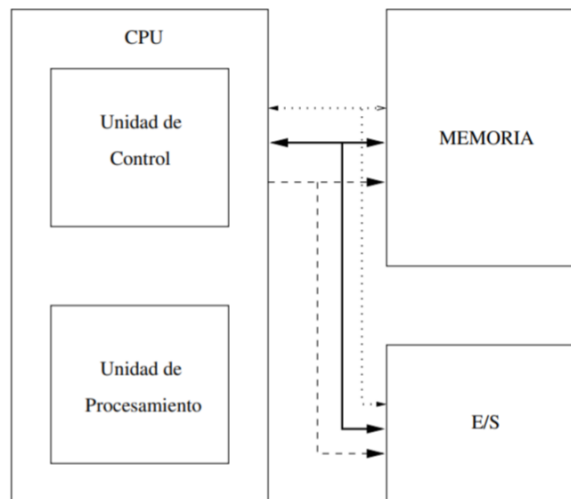 CPU
Unidad de
Control
MEMORIA
Unidad de
Procesamiento
E/S